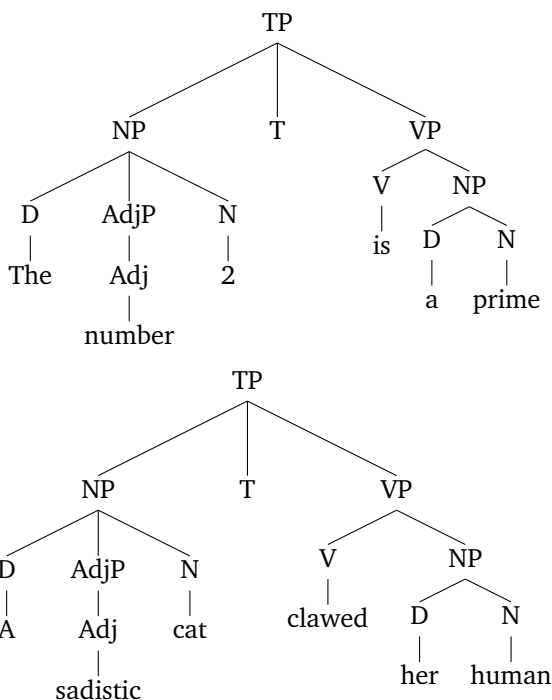 TP
NP T VP
D AdjP N V NP
The Adj 2 is D N
number a prime
TP
NP T VP
D AdjP N V NP
A Adj cat clawed D N
sadistic her human